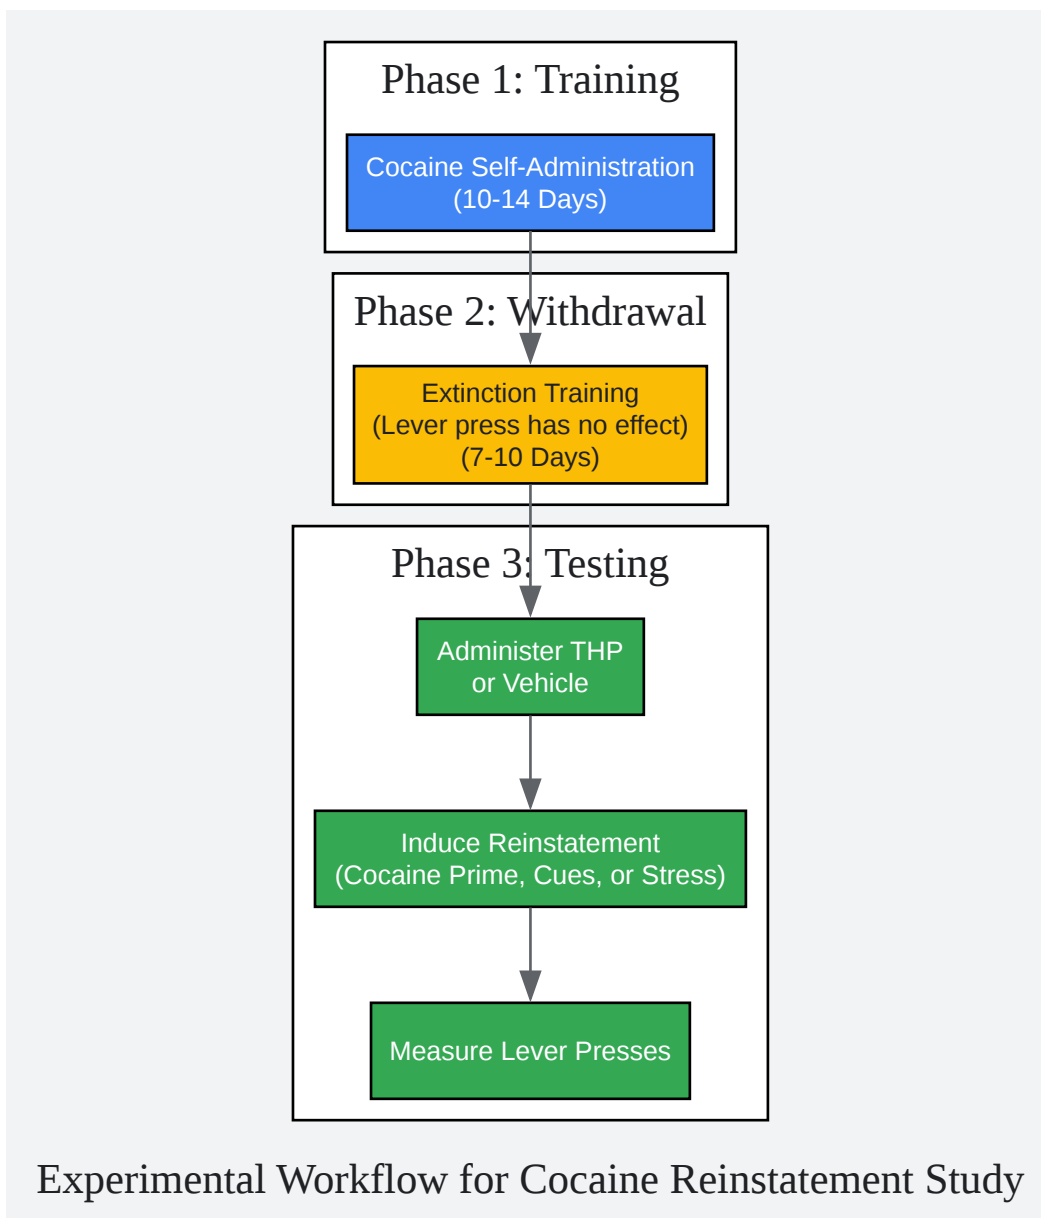 Phase 1: Training
Cocaine Self-Administration
(10-14 Days)
Phase 2: Withdrawal
Extinction Training
(Lever press has no effect)
(7-10 Days)
Phase 3: Testing
Administer THP
or Vehicle
Induce Reinstatement
(Cocaine Prime, Cues, or Stress)
Measure Lever Presses
Experimental Workflow for Cocaine Reinstatement Study